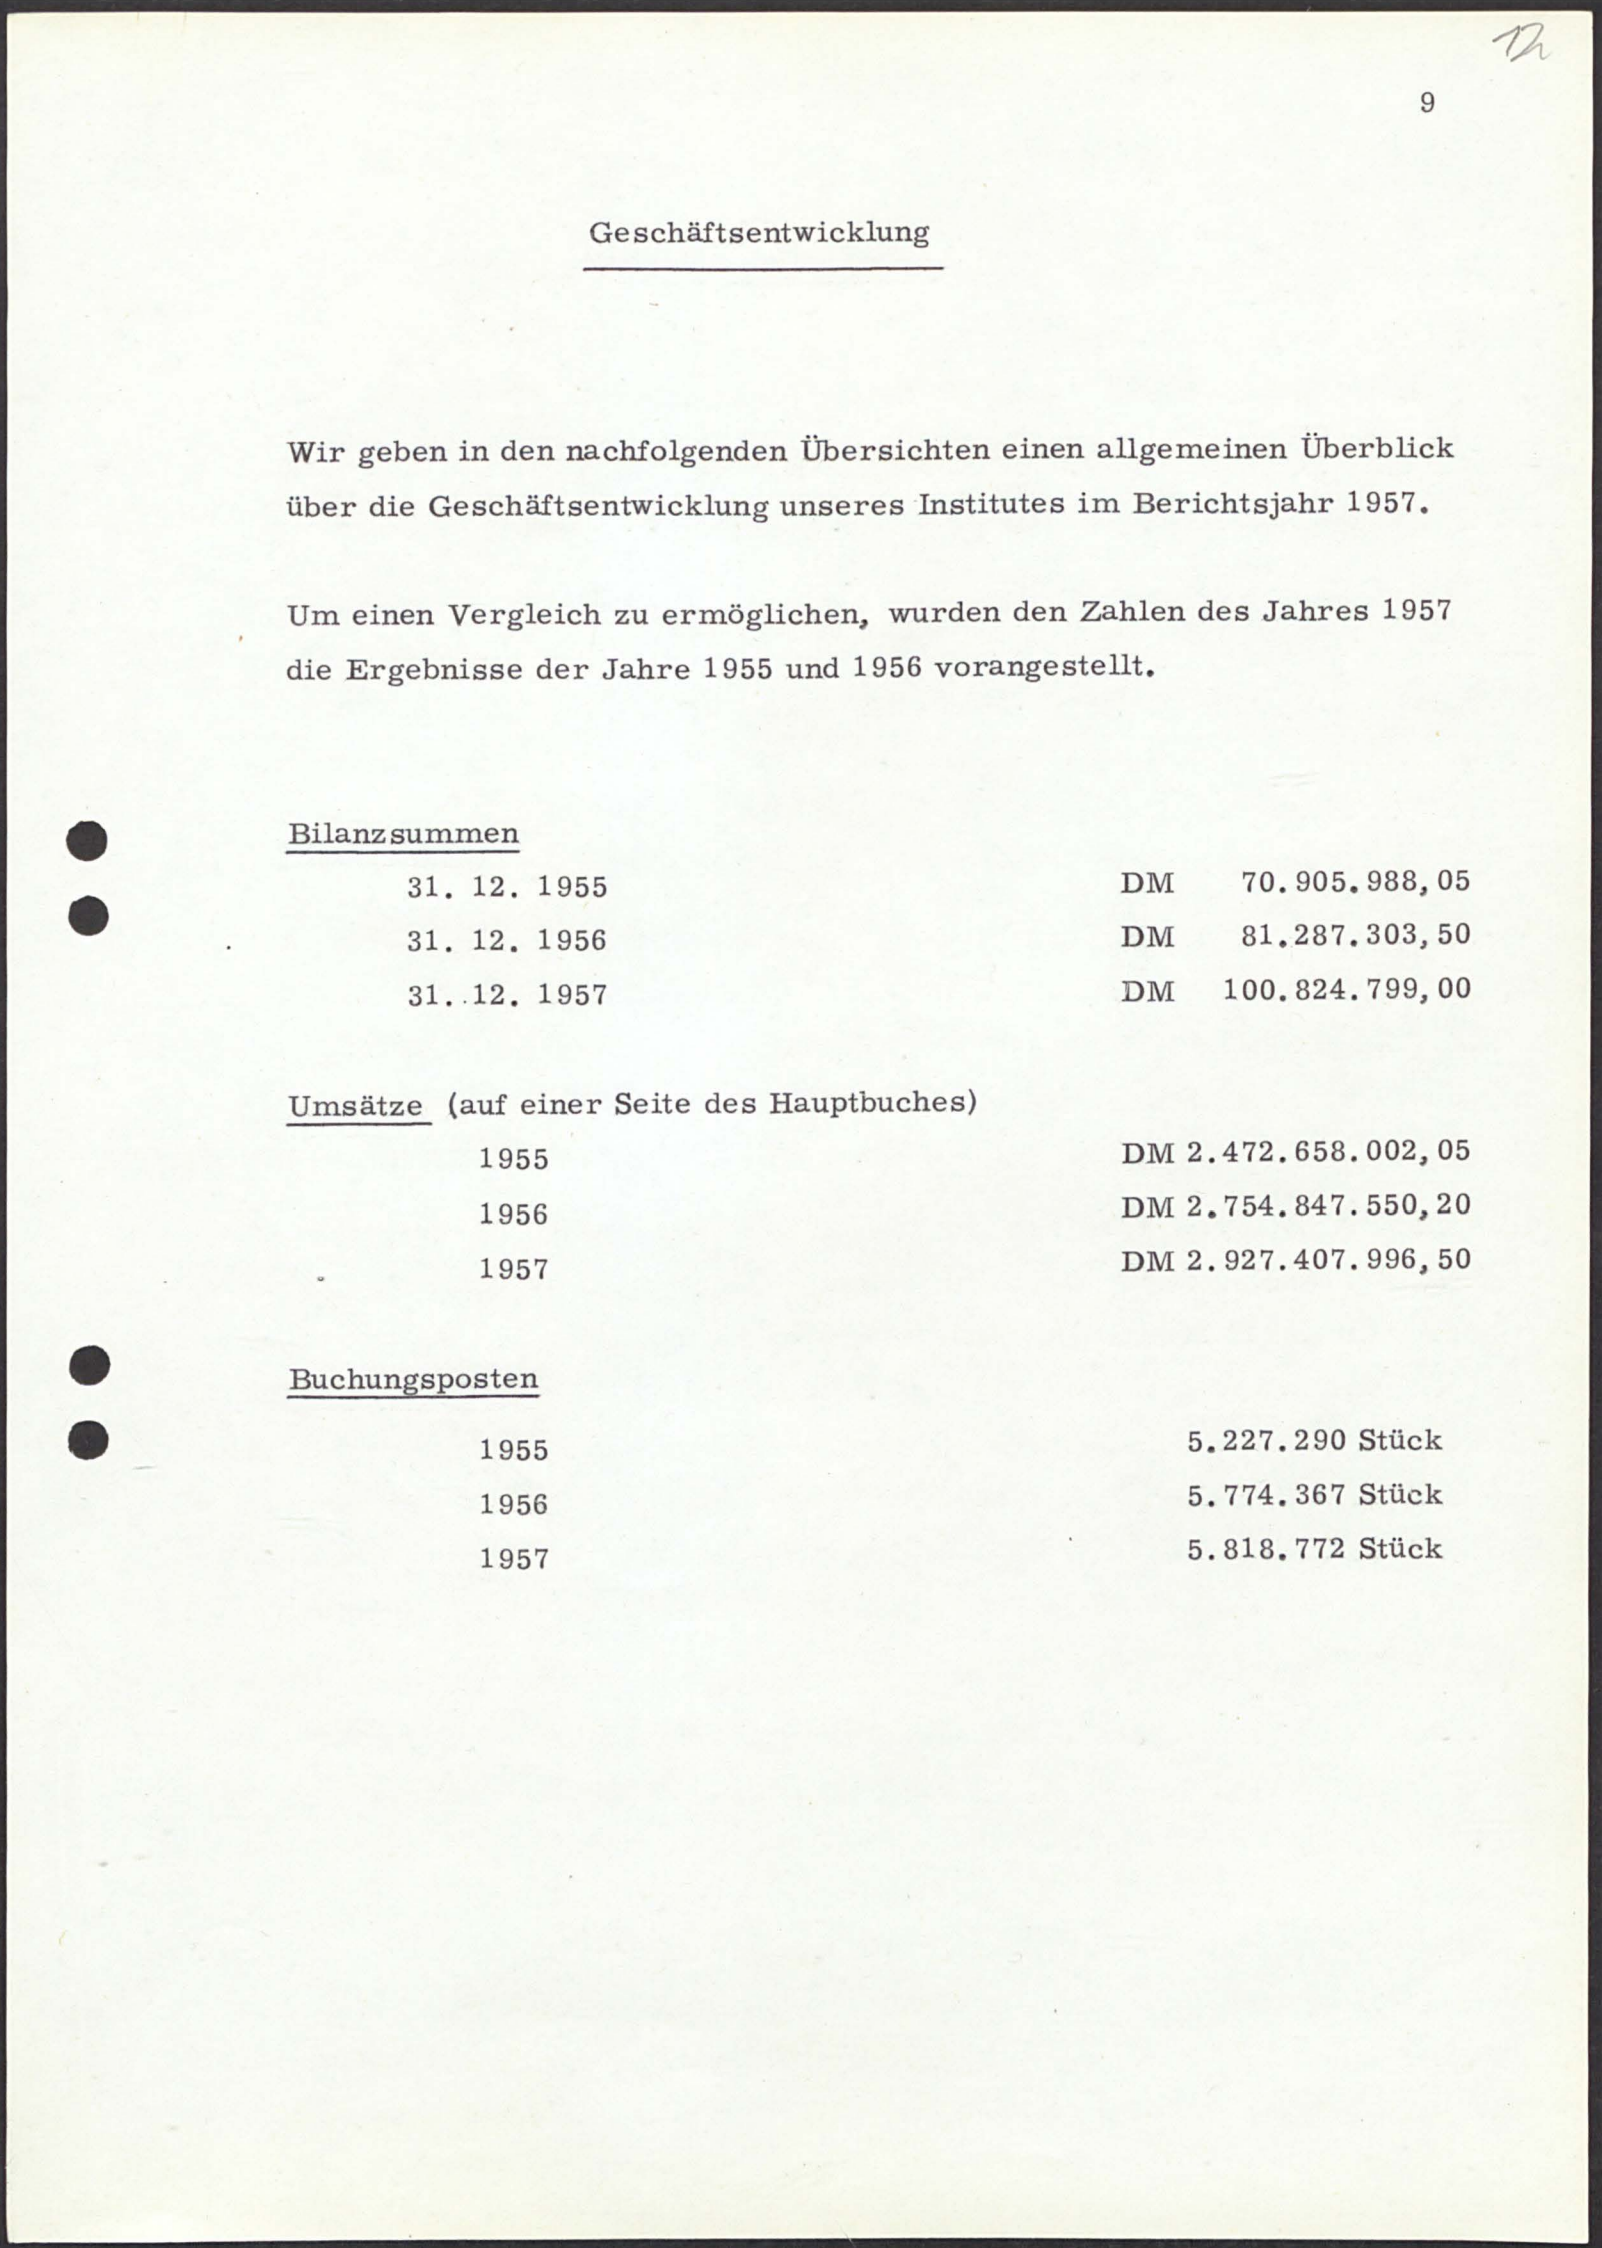 12
9
Geschäftsentwicklung
Wir geben in den nachfolgenden Übersichten einen allgemeinen Überblick
über die Geschäftsentwicklung unseres Institutes im Berichtsjahr 1957.
Um einen Vergleich zu ermöglichen, wurden den Zahlen des Jahres 1957
die Ergebnisse der Jahre 1955 und 1956 vorangestellt.
Bilanzsummen
31. 12. 1955 DM 70.905.988,05
31. 12. 1956 DM 81.287.303,50
31. 12. 1957 DM 100.824.799,00
Umsätze (auf einer Seite des Hauptbuches)
1955 DM 2.472.658.002,05
1956 DM 2.754.847.550,20
1957 DM 2.927.407.996,50
Buchungsposten
1955 5.227.290 Stück
1956 5.774.367 Stück
1957 5.818.772 Stück